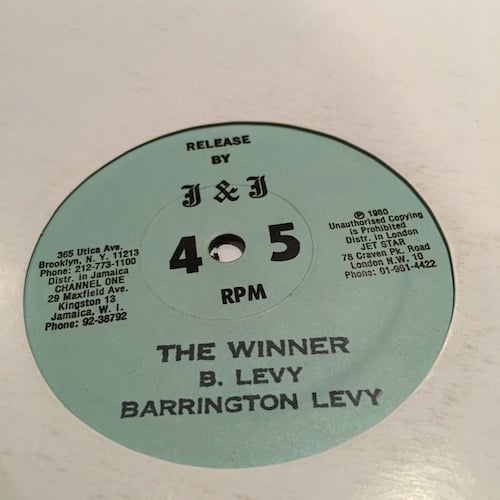 RELEASE
BY
J & J
45
RPM
365 Utica Ave.
Brooklyn, N. Y. 11213
Phone: 212-773-1100
Distr. in Jamaica
CHANNEL ONE
29 Maxfield Ave.
Kingston 13
Jamaica, W. I.
Phone: 92-38792
℗ 1980
Unauthorised Copying
is Prohibited
Distr. in London
JET STAR
78 Craven Pk. Road
London N.W. 10
Phone: 01-961-4422
THE WINNER
B. LEVY
BARRINGTON LEVY